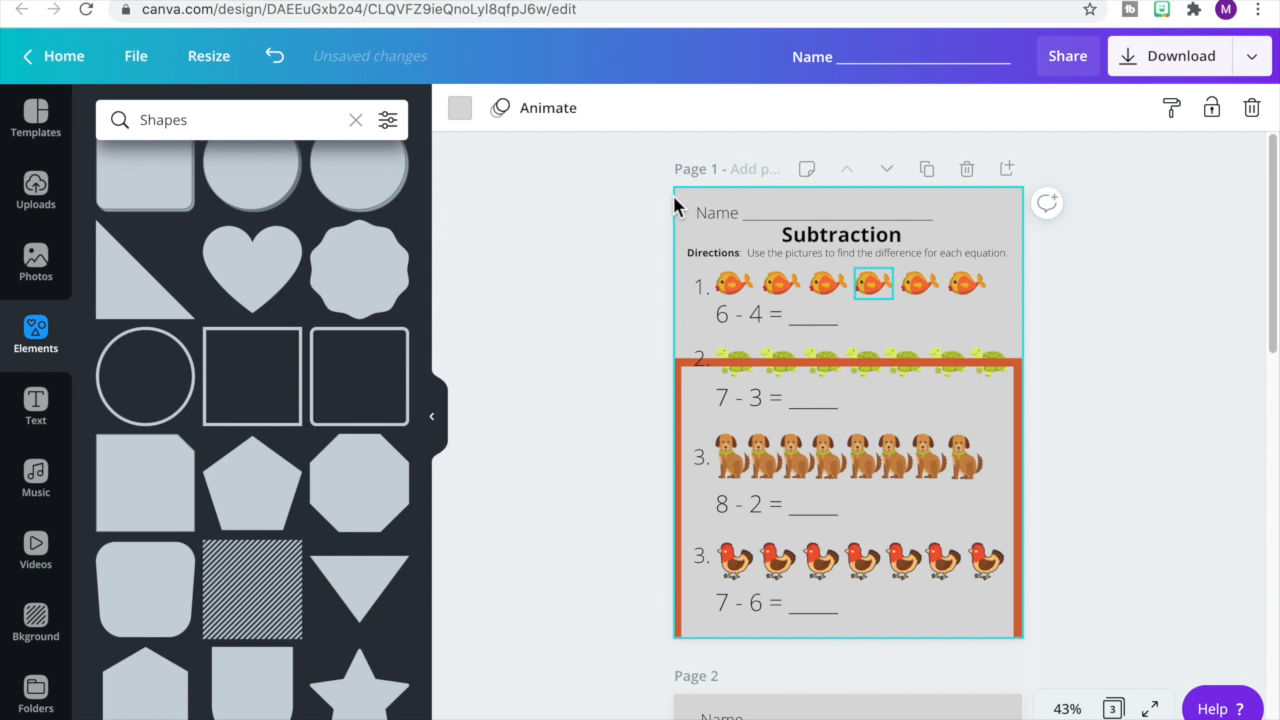 canva.com/design/DAEEuGxb2o4/CLQVFZ9ieQnoLyl8qfpJ6w/edit
M
Home File Resize Unsaved changes Name ____________________ Share Download
Templates
Uploads
Photos
Elements
Text
Music
Videos
Bkground
Folders
Shapes
Animate
Page 1 - Add p...
Name ______________________
Subtraction
Directions: Use the pictures to find the difference for each equation.
1.
6 - 4 = ____
2.
7 - 3 = ____
3.
8 - 2 = ____
3.
7 - 6 = ____
Page 2
Name
43% 3 Help ?